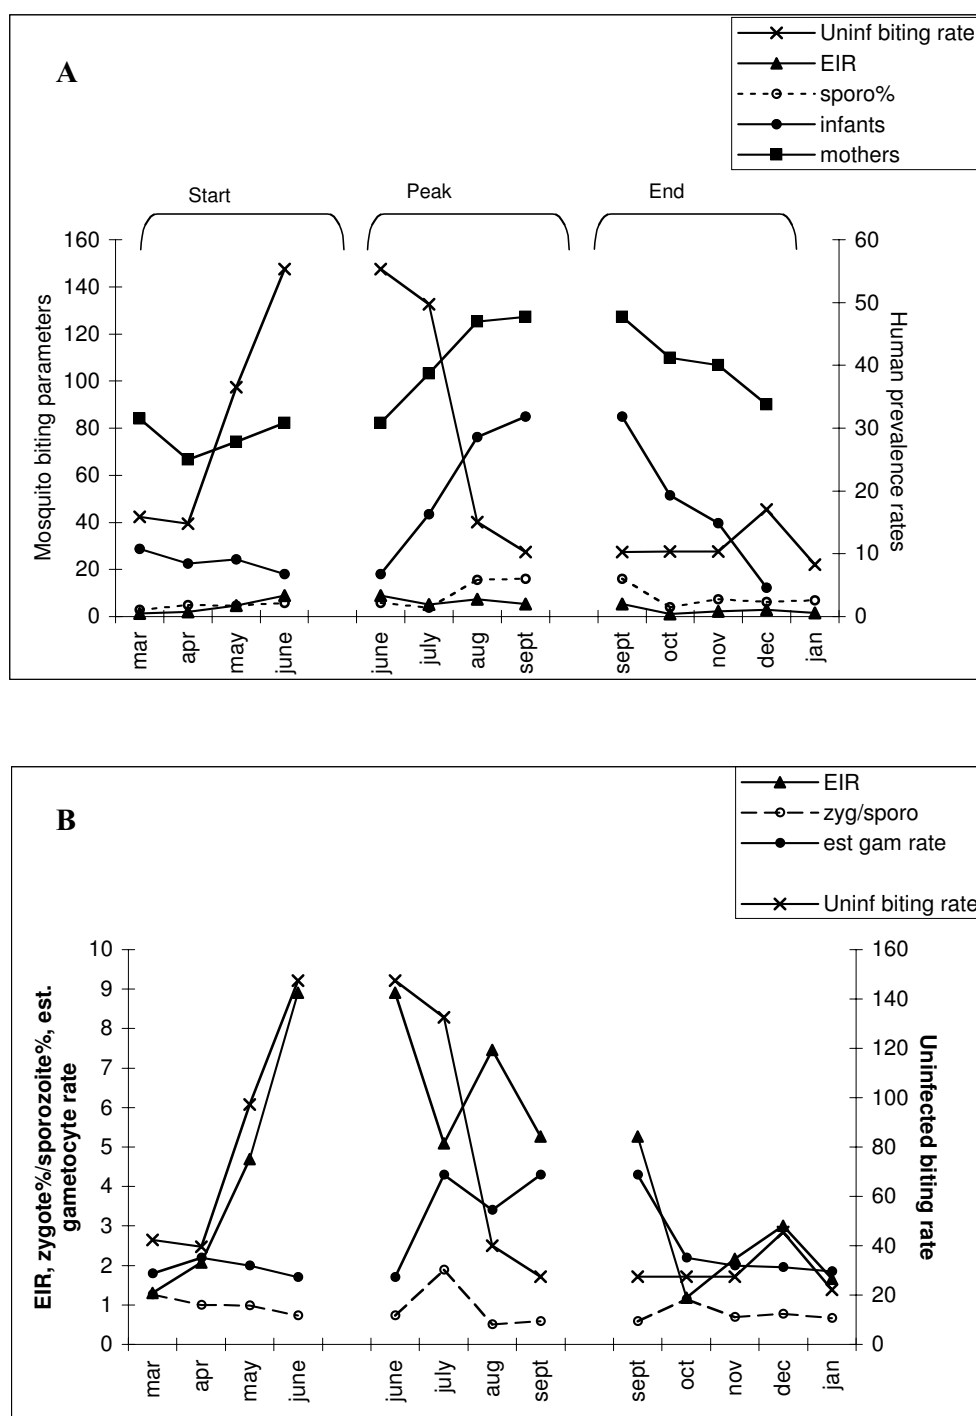 A
Uninf biting rate
EIR
sporo%
infants
mothers
Start
Peak
End
160
140
120
100
80
60
40
20
0
Mosquito biting parameters
60
50
40
30
20
10
0
Human prevalence rates
mar
apr
may
june
june
july
aug
sept
sept
oct
nov
dec
jan
B
EIR
zyg/sporo
est gam rate
Uninf biting rate
10
9
8
7
6
5
4
3
2
1
0
EIR, zygote%/sporozoite%, est.
gametocyte rate
160
140
120
100
80
60
40
20
0
Uninfected biting
rate
mar
apr
may
june
june
july
aug
sept
sept
oct
nov
dec
jan